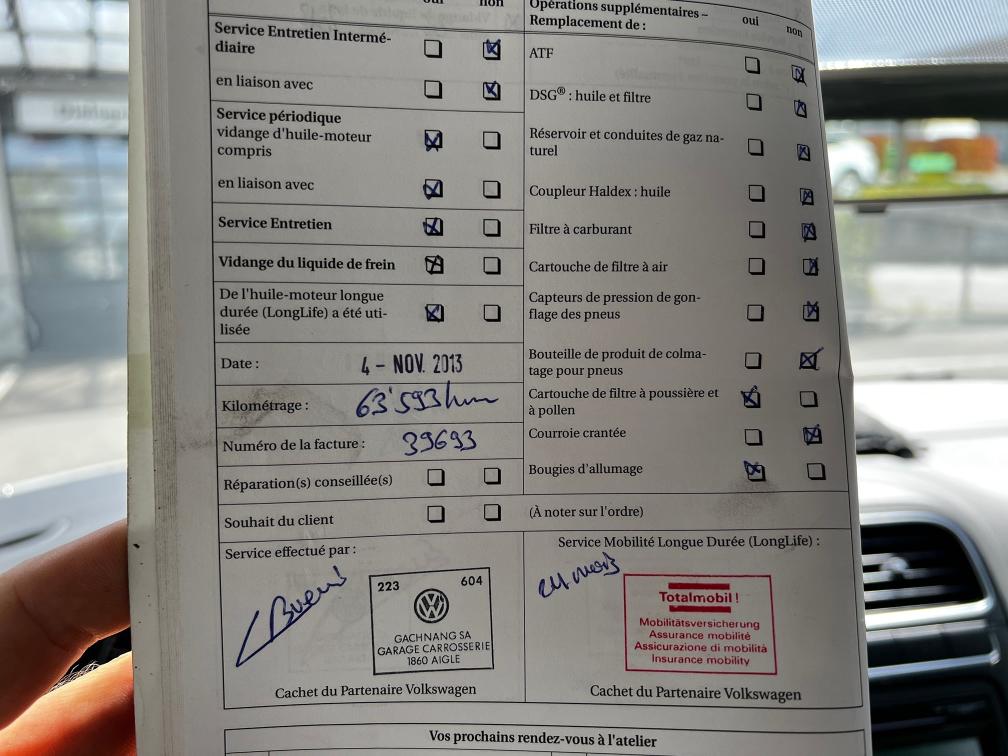 oui non
Service Entretien Intermé-
diaire
en liaison avec
Service périodique
vidange d'huile-moteur
compris
en liaison avec
Service Entretien
Vidange du liquide de frein
De l'huile-moteur longue
durée (LongLife) a été uti-
lisée
Date : 4 - NOV. 2013
Kilométrage : 63'593 km
Numéro de la facture : 39693
Réparation(s) conseillée(s)
Souhait du client
Opérations supplémentaires –
Remplacement de : oui non
ATF
DSG® : huile et filtre
Réservoir et conduites de gaz na-
turel
Coupleur Haldex : huile
Filtre à carburant
Cartouche de filtre à air
Capteurs de pression de gon-
flage des pneus
Bouteille de produit de colma-
tage pour pneus
Cartouche de filtre à poussière et
à pollen
Courroie crantée
Bougies d'allumage
(À noter sur l'ordre)
Service effectué par :
223 604
GACHNANG SA
GARAGE CARROSSERIE
1860 AIGLE
Cachet du Partenaire Volkswagen
Service Mobilité Longue Durée (LongLife) :
24 mois
Totalmobil !
Mobilitätsversicherung
Assurance mobilité
Assicurazione di mobilità
Insurance mobility
Cachet du Partenaire Volkswagen
Vos prochains rendez-vous à l'atelier